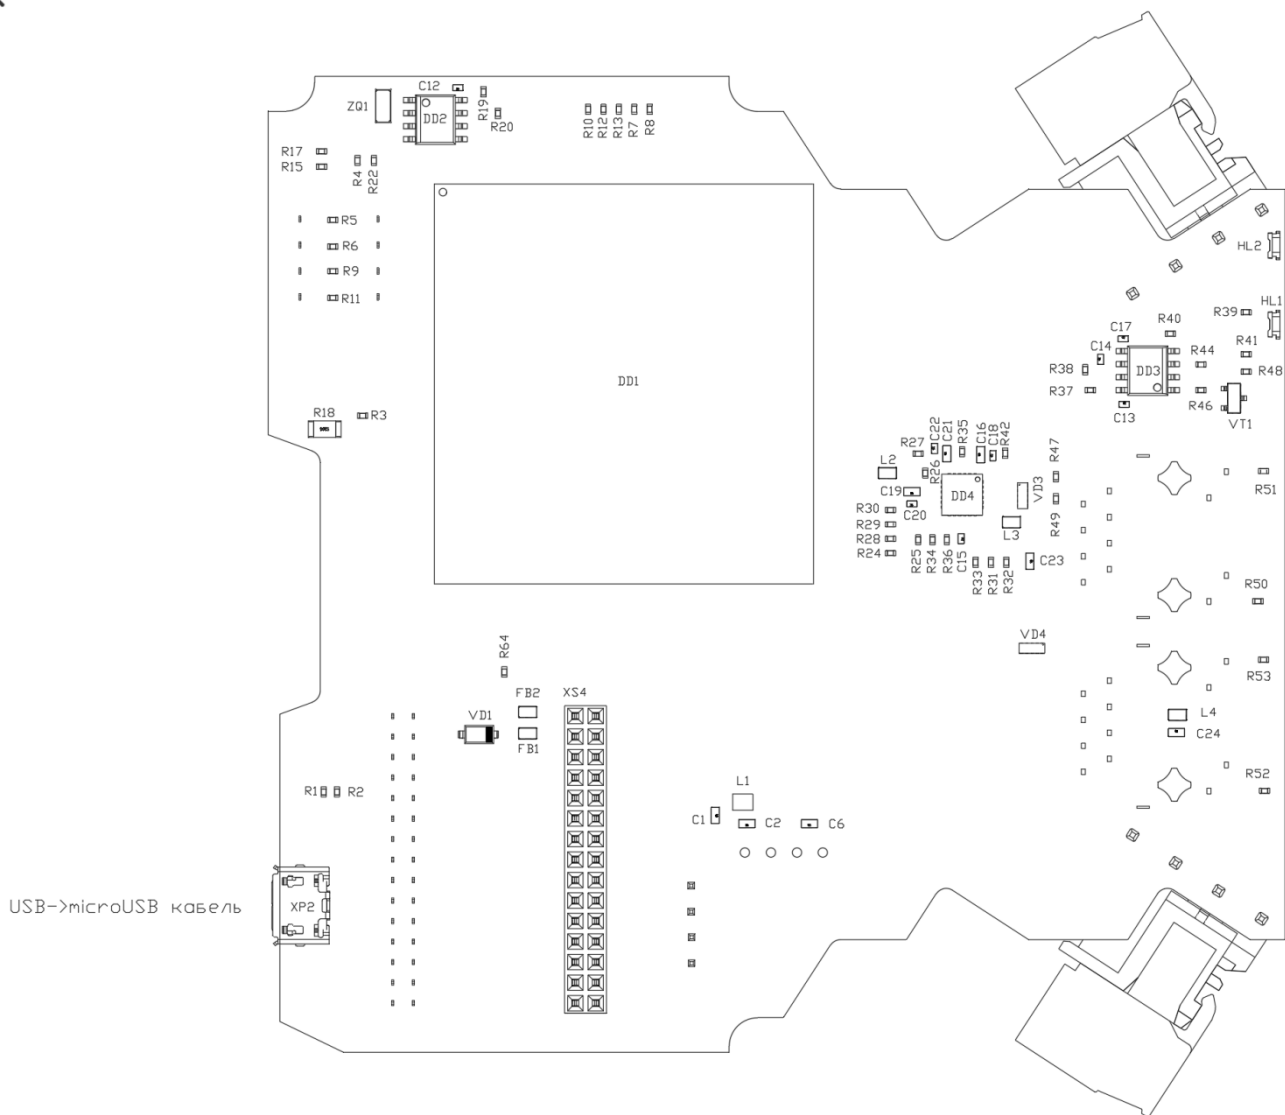 C12
R19
R20
ZQ1
DD2
R10
R12
R13
R7
R8
R17
R15
R4
R22
R5
R6
R9
R11
DD1
HL2
HL1
R39
R40
C17
C14
R41
R44
R38
DD3
R48
R37
R46
C13
VT1
R18
R3
R27
C22
C21
R35
C16
C18
R42
R47
L2
R26
C19
DD4
VD3
R51
C20
R30
R29
R28
R24
R25
R34
R36
C15
L3
R49
R33
R31
R32
C23
R50
R64
VD4
R53
FB2
XS4
VD1
FB1
L4
C24
R1
R2
L1
R52
C1
C2
C6
USB->microUSB кабель
XP2